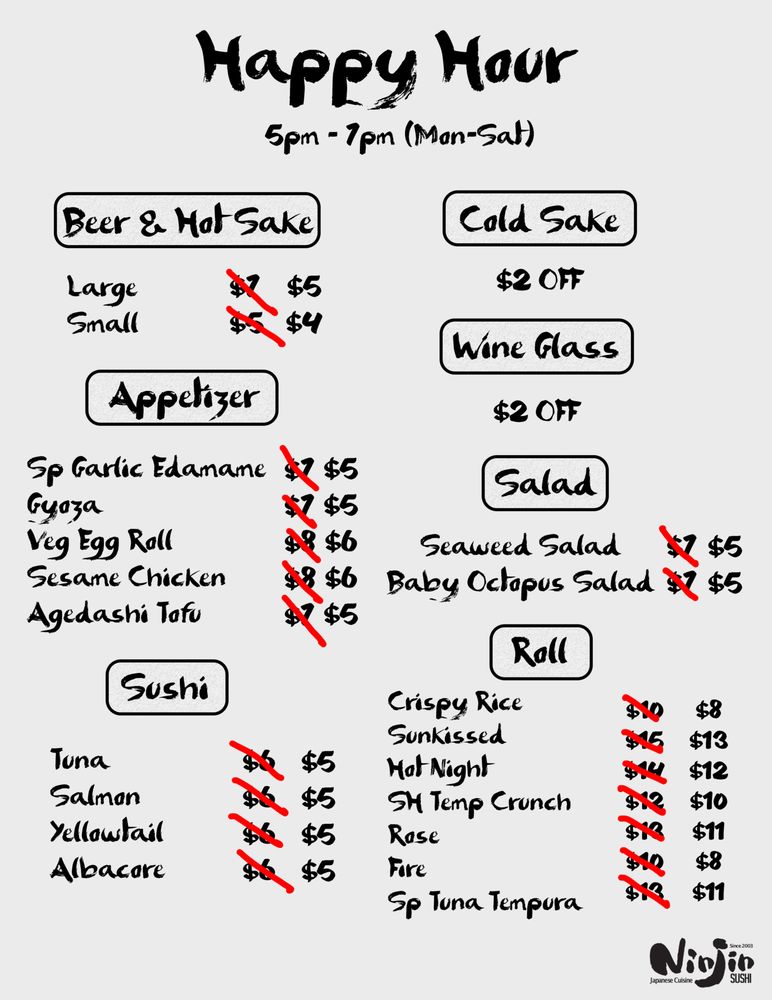 Happy Hour
5pm - 7pm (Mon-Sat)
Beer & Hot Sake
Large $7 $5
Small $5 $4
Appetizer
Sp Garlic Edamame $7 $5
Gyoza $7 $5
Veg Egg Roll $8 $6
Sesame Chicken $8 $6
Agedashi Tofu $7 $5
Sushi
Tuna $6 $5
Salmon $6 $5
Yellowtail $6 $5
Albacore $6 $5
Cold Sake
$2 OFF
Wine Glass
$2 OFF
Salad
Seaweed Salad $7 $5
Baby Octopus Salad $7 $5
Roll
Crispy Rice $10 $8
Sunkissed $15 $13
Hot Night $14 $12
SH Temp Crunch $12 $10
Rose $13 $11
Fire $10 $8
Sp Tuna Tempura $13 $11
Ninjin
Since 2003
Japanese Cuisine SUSHI